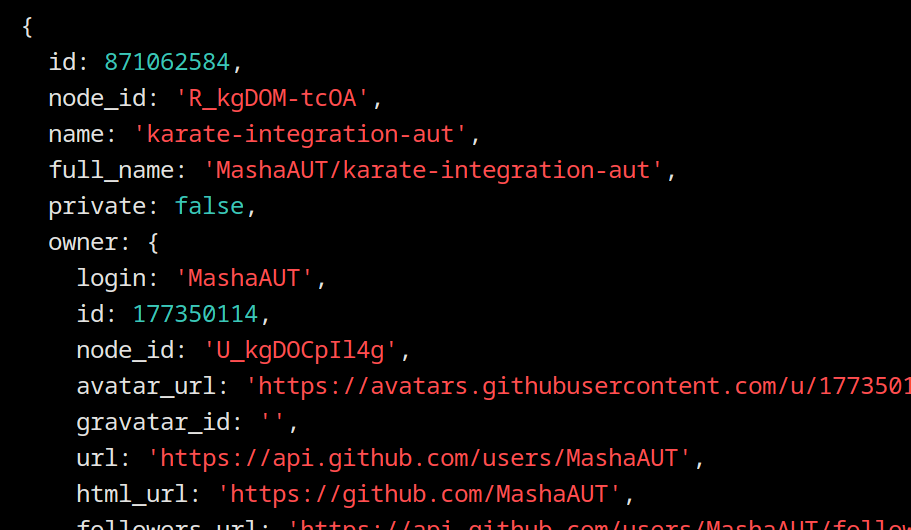 {
id: 871062584,
node_id: 'R_kgDOM-tcOA',
name: 'karate-integration-aut',
full_name: 'MashaAUT/karate-integration-aut',
private: false,
owner: {
login: 'MashaAUT',
id: 177350114,
node_id: 'U_kgDOCpIl4g',
avatar_url: 'https://avatars.githubusercontent.com/u/1773501
gravatar_id: '',
url: 'https://api.github.com/users/MashaAUT',
html_url: 'https://github.com/MashaAUT',
followers_url: 'https://api.github.com/users/MashaAUT/follow